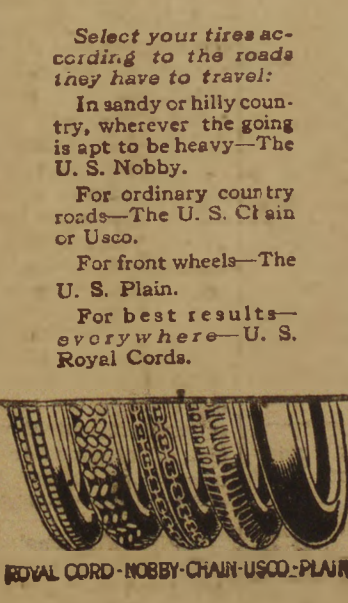 Select your tires ac-
cording to the roads
they have to travel:
In sandy or hilly coun-
try, wherever the going
is apt to be heavy—The
U. S. Nobby.
For ordinary country
roads—The U. S. Chain
or Usco.
For front wheels—The
U. S. Plain.
For best results—
everywhere—U. S.
Royal Cords.
ROYAL CORD-NOBBY-CHAIN-USCO-PLAIN